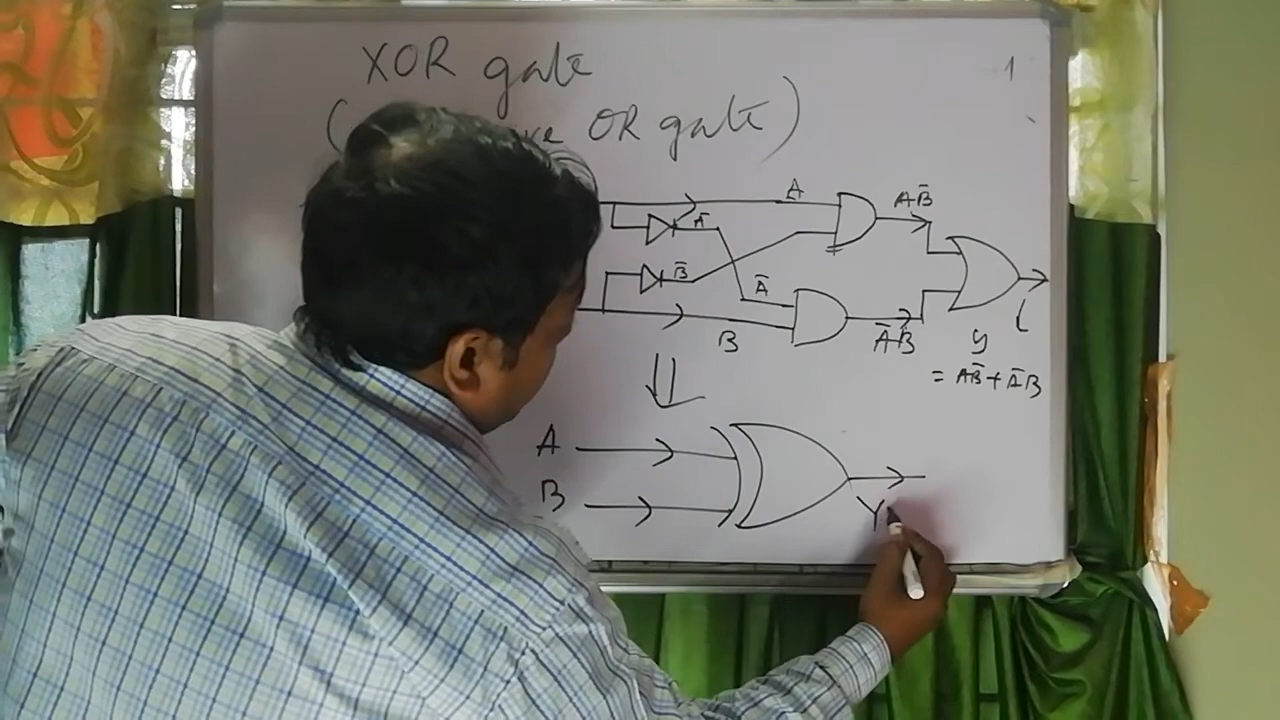 XOR gate
1
( OR gate)
A
AB̄
Ā
B̄
Ā
B
ĀB
y
= AB̄ + ĀB
A
B
Y